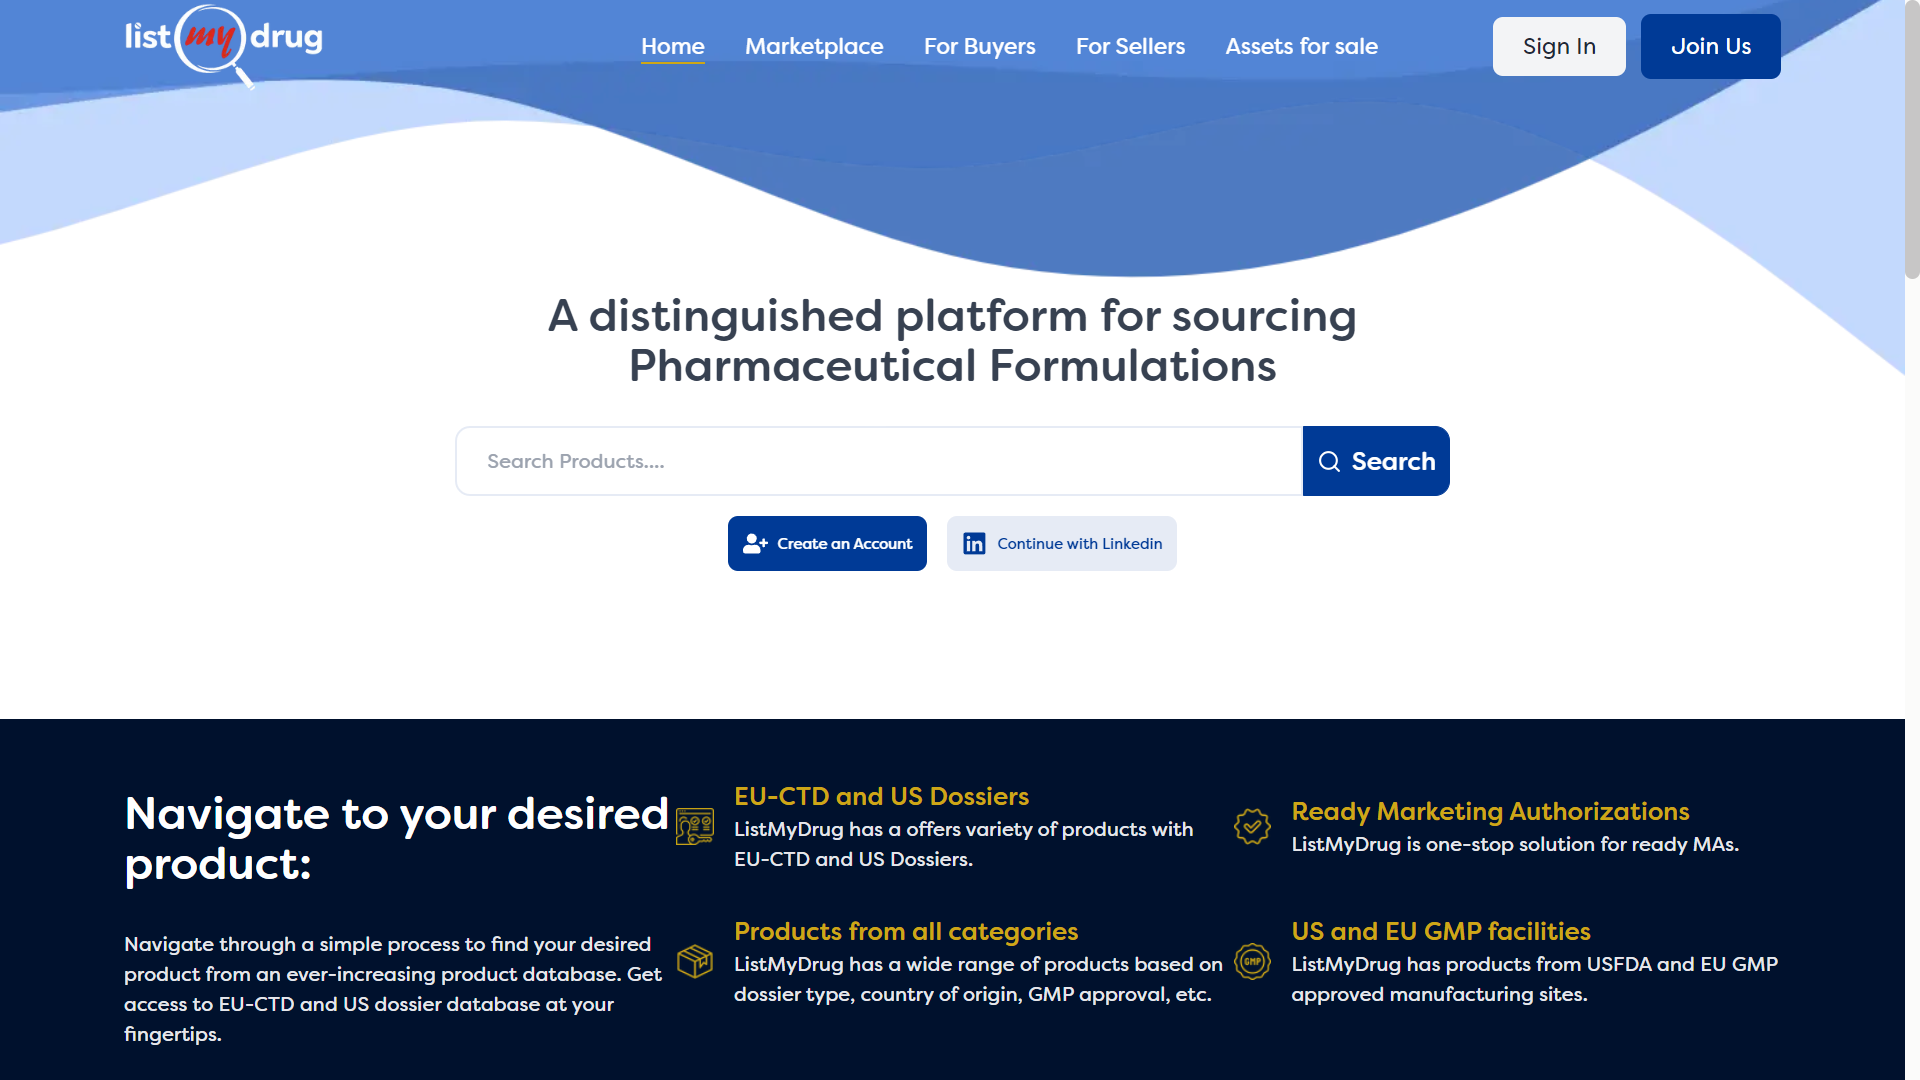 list my drug
Home
Marketplace
For Buyers
For Sellers
Assets for sale
Sign In
Join Us
A distinguished platform for sourcing
Pharmaceutical Formulations
Search Products....
Search
Create an Account
in Continue with Linkedin
Navigate to your desired
product:
Navigate through a simple process to find your desired
product from an ever-increasing product database. Get
access to EU-CTD and US dossier database at your
fingertips.
EU-CTD and US Dossiers
ListMyDrug has a offers variety of products with
EU-CTD and US Dossiers.
Ready Marketing Authorizations
ListMyDrug is one-stop solution for ready MAs.
Products from all categories
ListMyDrug has a wide range of products based on
dossier type, country of origin, GMP approval, etc.
GMP
US and EU GMP facilities
ListMyDrug has products from USFDA and EU GMP
approved manufacturing sites.